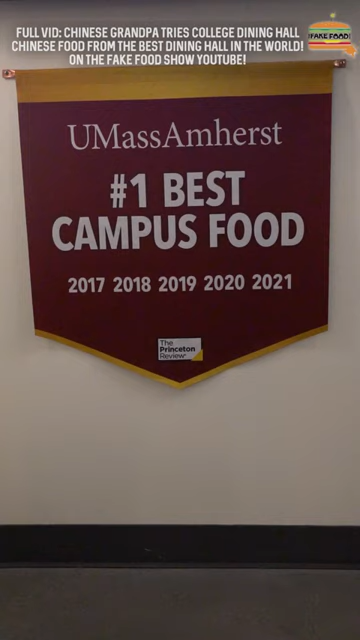 FULL VID: CHINESE GRANDPA TRIES COLLEGE DINING HALL
CHINESE FOOD FROM THE BEST DINING HALL IN THE WORLD!
ON THE FAKE FOOD SHOW YOUTUBE!
FAKE FOOD!
UMassAmherst
#1 BEST
CAMPUS FOOD
2017 2018 2019 2020 2021
The
Princeton
Review